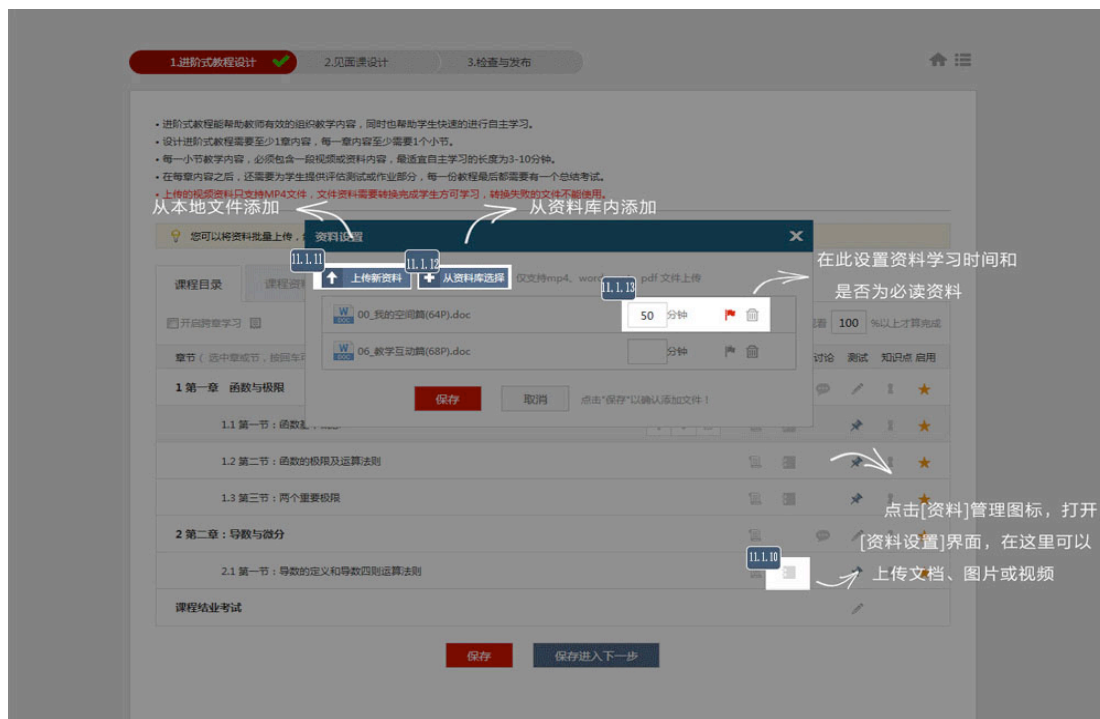 1.进阶式教程设计
2.见面课设计
3.检查与发布
• 进阶式教程能帮助教师有效的组织教学内容，同时也帮助学生快速的进行自主学习。
• 设计进阶式教程需要至少1章内容，每一章内容至少需要1个小节。
• 每一小节教学内容，必须包含一段视频或资料内容，最适宜自主学习的长度为3-10分钟。
• 在每章内容之后，还需要为学生提供评估测试或作业部分，每一份教程最后都需要有一个总结考试。
• 上传的视频资料只支持MP4文件，文件资料需要转换完成学生方可学习，转换失败的文件不能使用。
从本地文件添加
从资料库内添加
您可以将资料批量上传，
资料设置
11.1.11
11.1.12
上传新资料
从资料库选择
仅支持mp4、word
pdf 文件上传
11.1.13
在此设置资料学习时间和
是否为必读资料
课程目录
课程资
00_我的空间篇(64P).doc
50 分钟
开启跨章学习
100 %以上才算完成
06_教学互动篇(68P).doc
分钟
章节（选中章或节，按回车可
讨论 测试 知识点 启用
保存
取消
点击"保存"以确认添加文件！
1 第一章 函数与极限
1.1 第一节：函数
1.2 第二节：函数的极限及运算法则
1.3 第三节：两个重要极限
点击[资料]管理图标，打开
[资料设置]界面，在这里可以
上传文档、图片或视频
2 第二章：导数与微分
11.1.10
2.1 第一节：导数的定义和导数四则运算法则
课程结业考试
保存
保存进入下一步